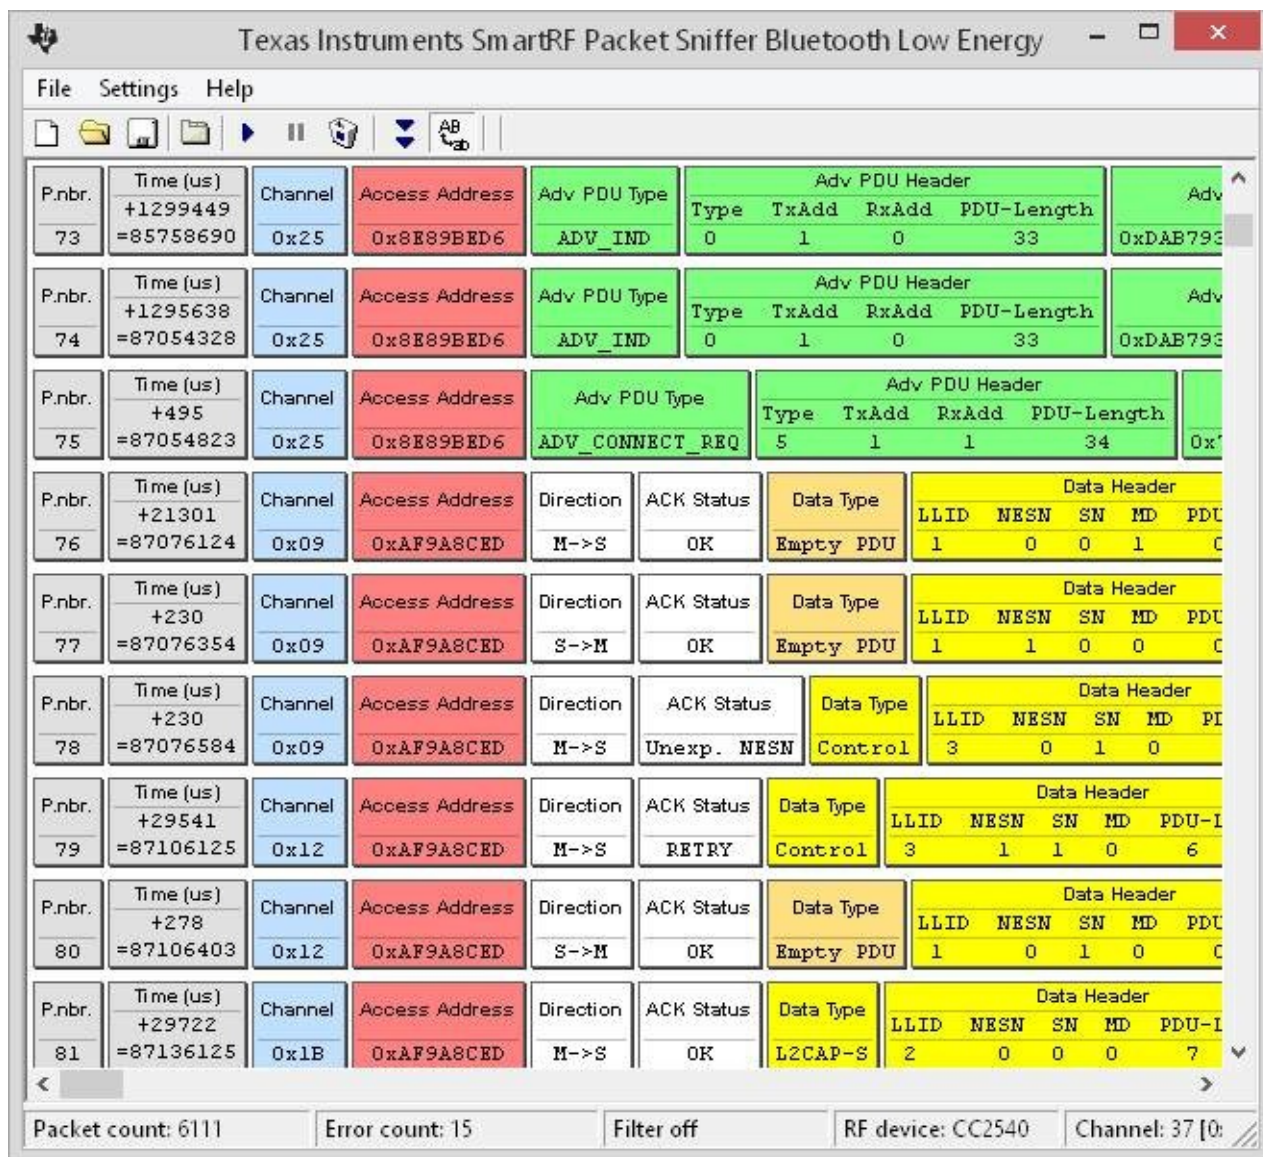 Texas Instruments SmartRF Packet Sniffer Bluetooth Low Energy
File Settings Help
P.nbr. Time (us) Channel Access Address Adv PDU Type Adv PDU Header Adv
+1299449 Type TxAdd RxAdd PDU-Length
73 =85758690 0x25 0x8E89BED6 ADV_IND 0 1 0 33 0xDAB793
P.nbr. Time (us) Channel Access Address Adv PDU Type Adv PDU Header Adv
+1295638 Type TxAdd RxAdd PDU-Length
74 =87054328 0x25 0x8E89BED6 ADV_IND 0 1 0 33 0xDAB793
P.nbr. Time (us) Channel Access Address Adv PDU Type Adv PDU Header
+495 Type TxAdd RxAdd PDU-Length
75 =87054823 0x25 0x8E89BED6 ADV_CONNECT_REQ 5 1 1 34
P.nbr. Time (us) Channel Access Address Direction ACK Status Data Type Data Header
+21301 LLID NESN SN MD PDU
76 =87076124 0x09 0xAF9A8CED M->S OK Empty PDU 1 0 0 1
P.nbr. Time (us) Channel Access Address Direction ACK Status Data Type Data Header
+230 LLID NESN SN MD PDU
77 =87076354 0x09 0xAF9A8CED S->M OK Empty PDU 1 1 0 0
P.nbr. Time (us) Channel Access Address Direction ACK Status Data Type Data Header
+230 LLID NESN SN MD
78 =87076584 0x09 0xAF9A8CED M->S Unexp. NESN Control 3 0 1 0
P.nbr. Time (us) Channel Access Address Direction ACK Status Data Type Data Header
+29541 LLID NESN SN MD PDU-L
79 =87106125 0x12 0xAF9A8CED M->S RETRY Control 3 1 1 0 6
P.nbr. Time (us) Channel Access Address Direction ACK Status Data Type Data Header
+278 LLID NESN SN MD PDU
80 =87106403 0x12 0xAF9A8CED S->M OK Empty PDU 1 0 1 0
P.nbr. Time (us) Channel Access Address Direction ACK Status Data Type Data Header
+29722 LLID NESN SN MD PDU-L
81 =87136125 0x1B 0xAF9A8CED M->S OK L2CAP-S 2 0 0 0 7
Packet count: 6111 Error count: 15 Filter off RF device: CC2540 Channel: 37